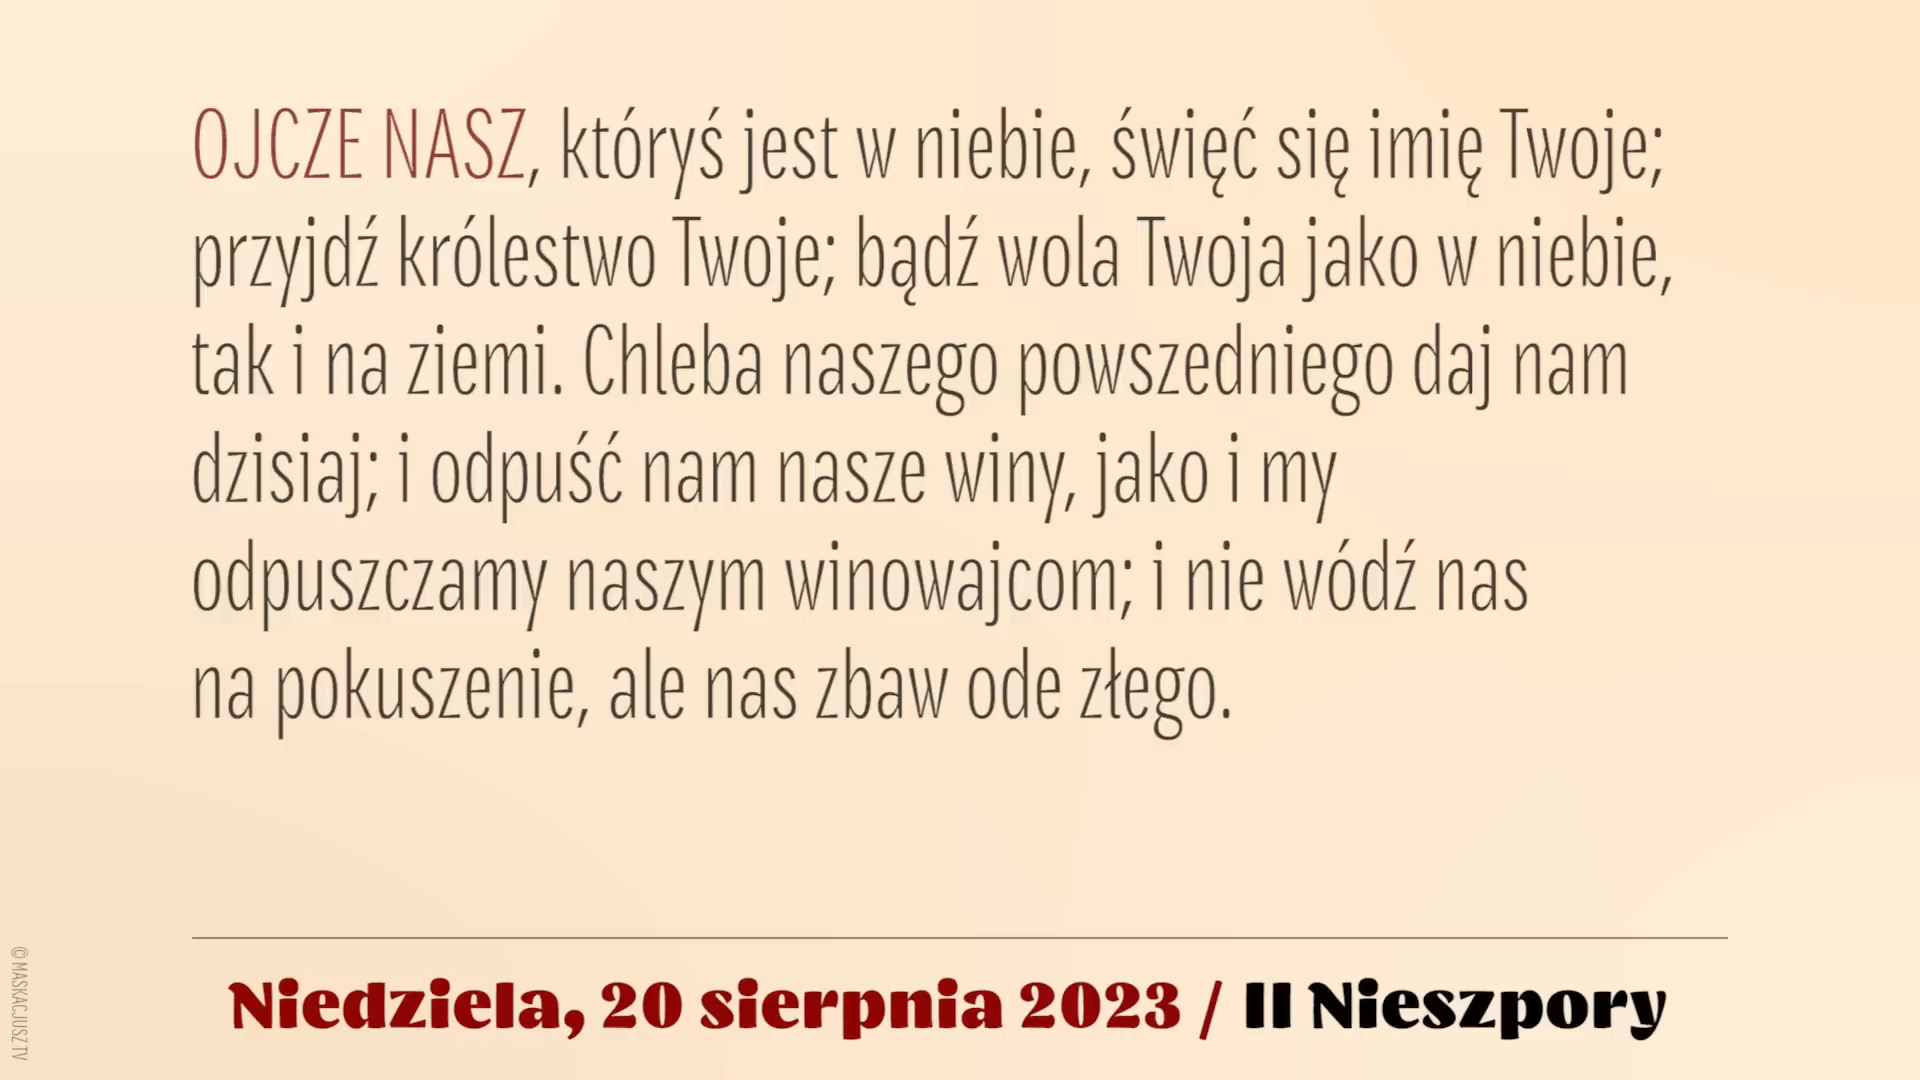 OJCZE NASZ, któryś jest w niebie, święć się imię Twoje;
przyjdź królestwo Twoje; bądź wola Twoja jako w niebie,
tak i na ziemi. Chleba naszego powszedniego daj nam
dzisiaj; i odpuść nam nasze winy, jako i my
odpuszczamy naszym winowajcom; i nie wódź nas
na pokuszenie, ale nas zbaw ode złego.
Niedziela, 20 sierpnia 2023 / II Nieszpory
© MASKACJUSZ TV